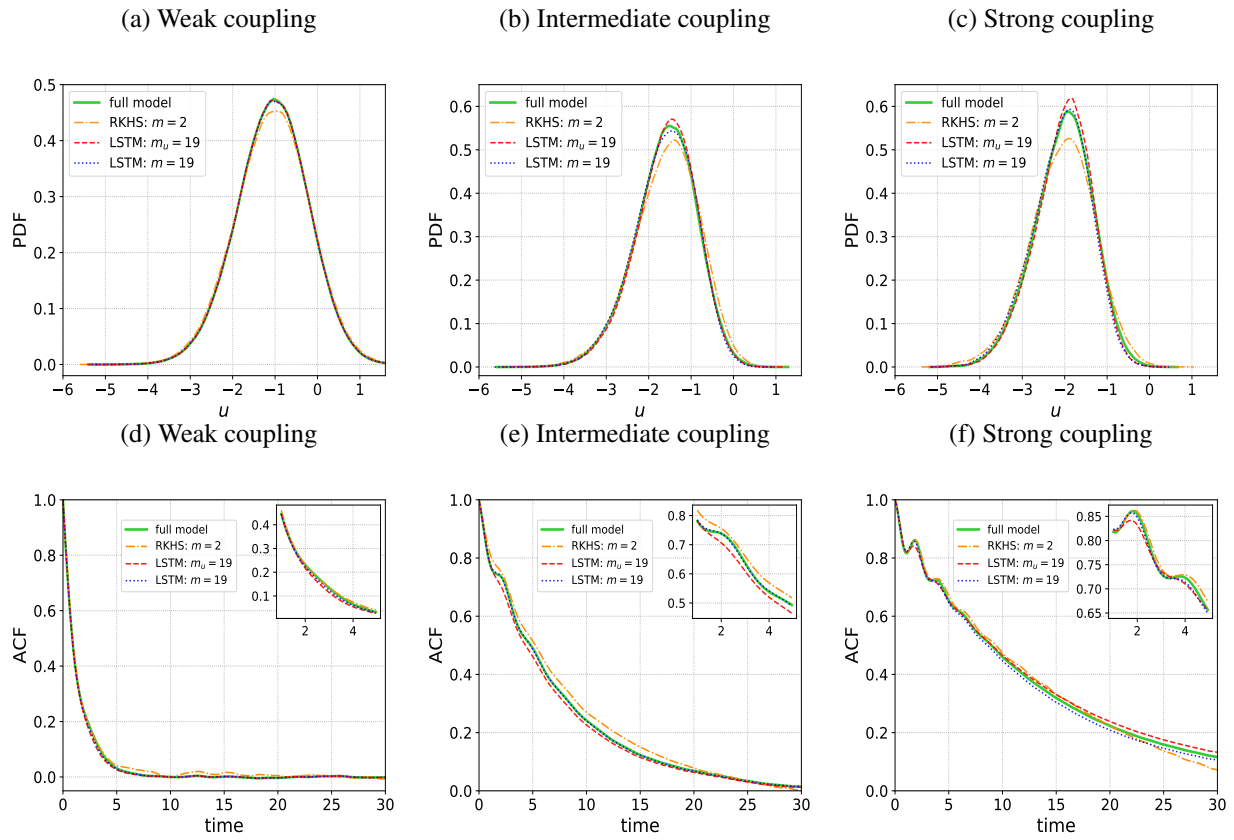 (a) Weak coupling
(b) Intermediate coupling
(c) Strong coupling
0.5
0.4
0.3
0.2
0.1
0.0
PDF
full model
RKHS: m = 2
LSTM: mᵤ = 19
LSTM: m = 19
−6 −5 −4 −3 −2 −1 0 1
u
0.6
0.5
0.4
0.3
0.2
0.1
0.0
PDF
full model
RKHS: m = 2
LSTM: mᵤ = 19
LSTM: m = 19
−6 −5 −4 −3 −2 −1 0 1
u
0.6
0.5
0.4
0.3
0.2
0.1
0.0
PDF
full model
RKHS: m = 2
LSTM: mᵤ = 19
LSTM: m = 19
−6 −5 −4 −3 −2 −1 0 1
u
(d) Weak coupling
(e) Intermediate coupling
(f) Strong coupling
1.0
0.8
0.6
0.4
0.2
0.0
ACF
full model
RKHS: m = 2
LSTM: mᵤ = 19
LSTM: m = 19
0.4
0.3
0.2
0.1
2 4
0 5 10 15 20 25 30
time
1.0
0.8
0.6
0.4
0.2
0.0
ACF
full model
RKHS: m = 2
LSTM: mᵤ = 19
LSTM: m = 19
0.8
0.7
0.6
0.5
2 4
0 5 10 15 20 25 30
time
1.0
0.8
0.6
0.4
0.2
0.0
ACF
full model
RKHS: m = 2
LSTM: mᵤ = 19
LSTM: m = 19
0.85
0.80
0.75
0.70
0.65
2 4
0 5 10 15 20 25 30
time